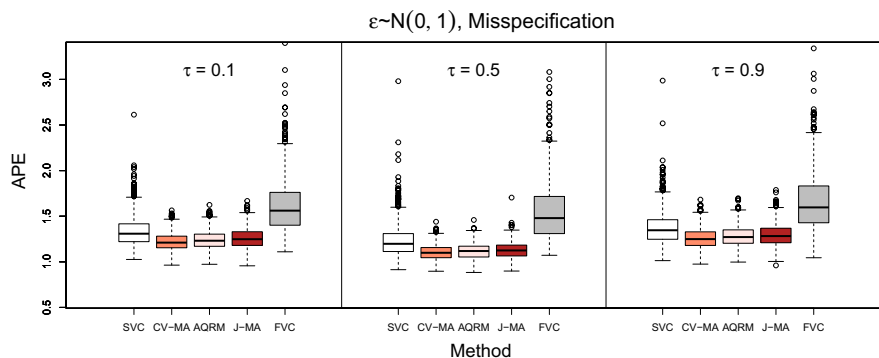 ε~N(0, 1), Misspecification
APE
3.0
2.5
2.0
1.5
1.0
0.5
τ = 0.1
τ = 0.5
τ = 0.9
SVC CV−MA AQRM J−MA FVC
SVC CV−MA AQRM J−MA FVC
SVC CV−MA AQRM J−MA FVC
Method